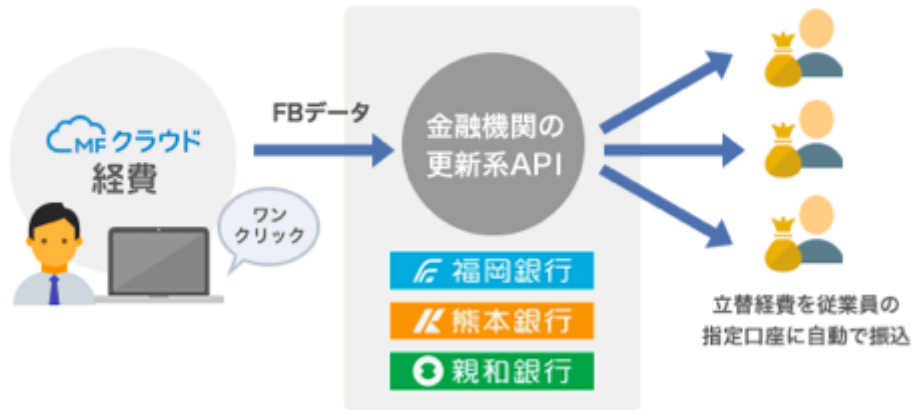 MFクラウド
経費
ワン
クリック
FBデータ
金融機関の
更新系API
福岡銀行
熊本銀行
親和銀行
立替経費を従業員の
指定口座に自動で振込